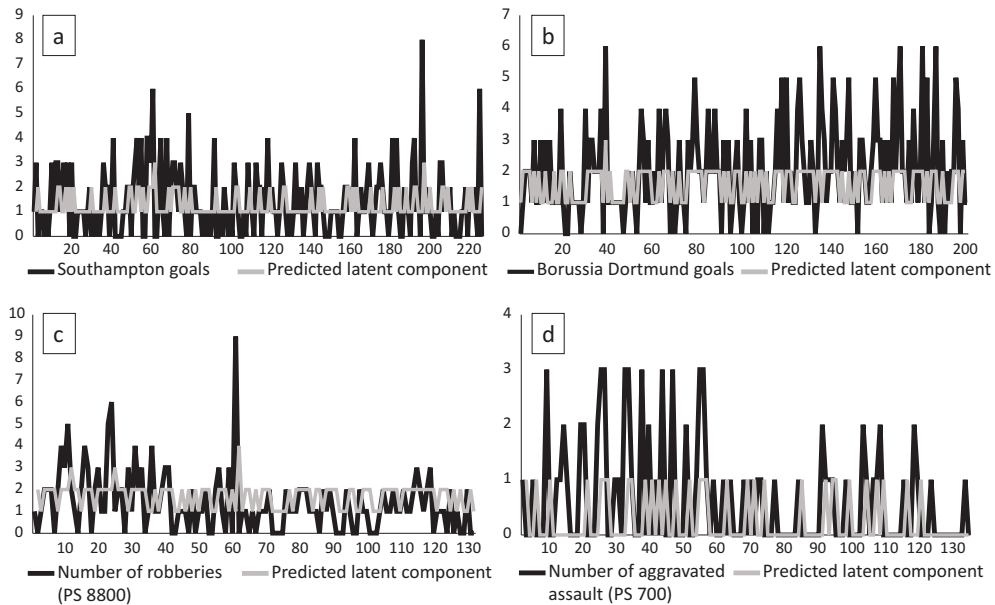 a
9
8
7
6
5
4
3
2
1
0
20 40 60 80 100 120 140 160 180 200 220
Southampton goals Predicted latent component
b
7
6
5
4
3
2
1
0
20 40 60 80 100 120 140 160 180 200
Borussia Dortmund goals Predicted latent component
c
10
9
8
7
6
5
4
3
2
1
0
10 20 30 40 50 60 70 80 90 100 110 120 130
Number of robberies Predicted latent component
(PS 8800)
d
4
3
2
1
0
10 20 30 40 50 60 70 80 90 100 110 120 130
Number of aggravated Predicted latent component
assault (PS 700)